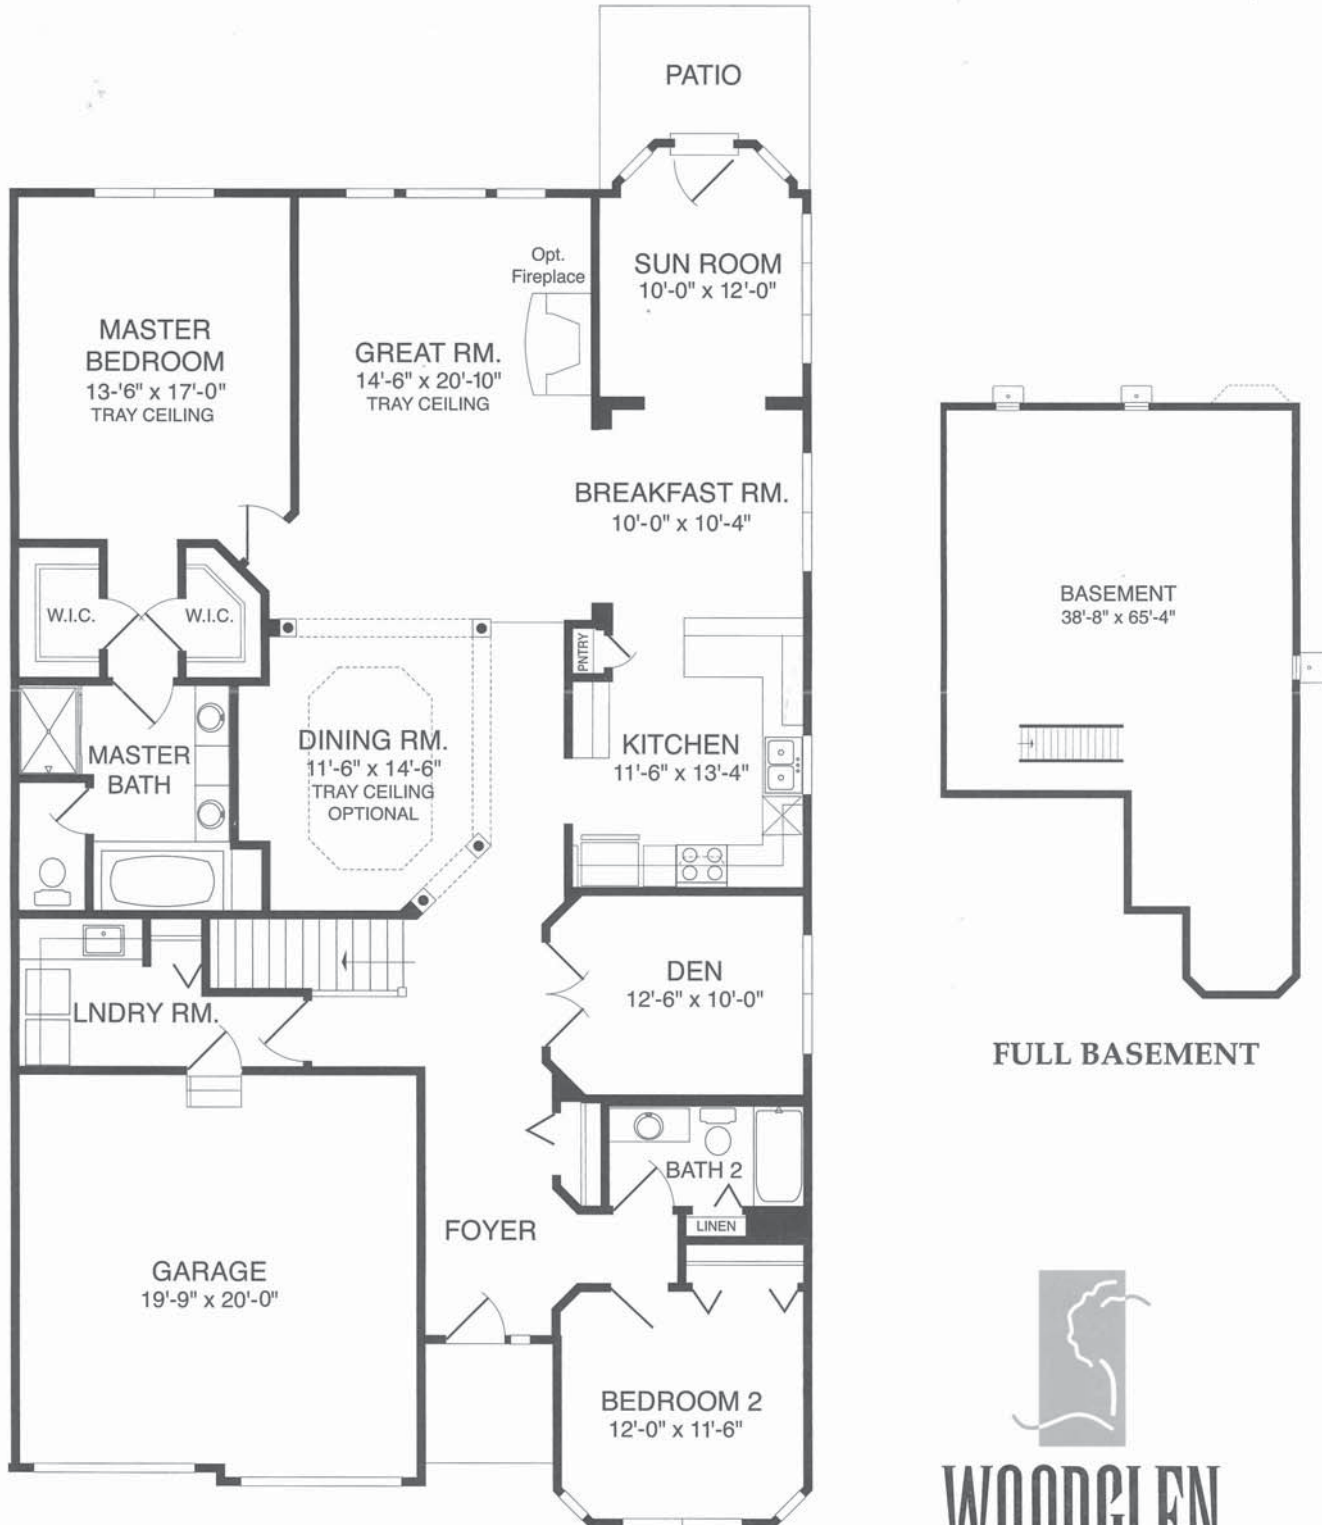 PATIO
Opt.
Fireplace
SUN ROOM
10'-0" x 12'-0"
MASTER
BEDROOM
13-'6" x 17'-0"
TRAY CEILING
GREAT RM.
14'-6" x 20'-10"
TRAY CEILING
BREAKFAST RM.
10'-0" x 10'-4"
W.I.C.
W.I.C.
PNTRY
MASTER
BATH
DINING RM.
11'-6" x 14'-6"
TRAY CEILING
OPTIONAL
KITCHEN
11'-6" x 13'-4"
LNDRY RM.
DEN
12'-6" x 10'-0"
BATH 2
LINEN
FOYER
GARAGE
19'-9" x 20'-0"
BEDROOM 2
12'-0" x 11'-6"
BASEMENT
38'-8" x 65'-4"
FULL BASEMENT
WOODGLEN